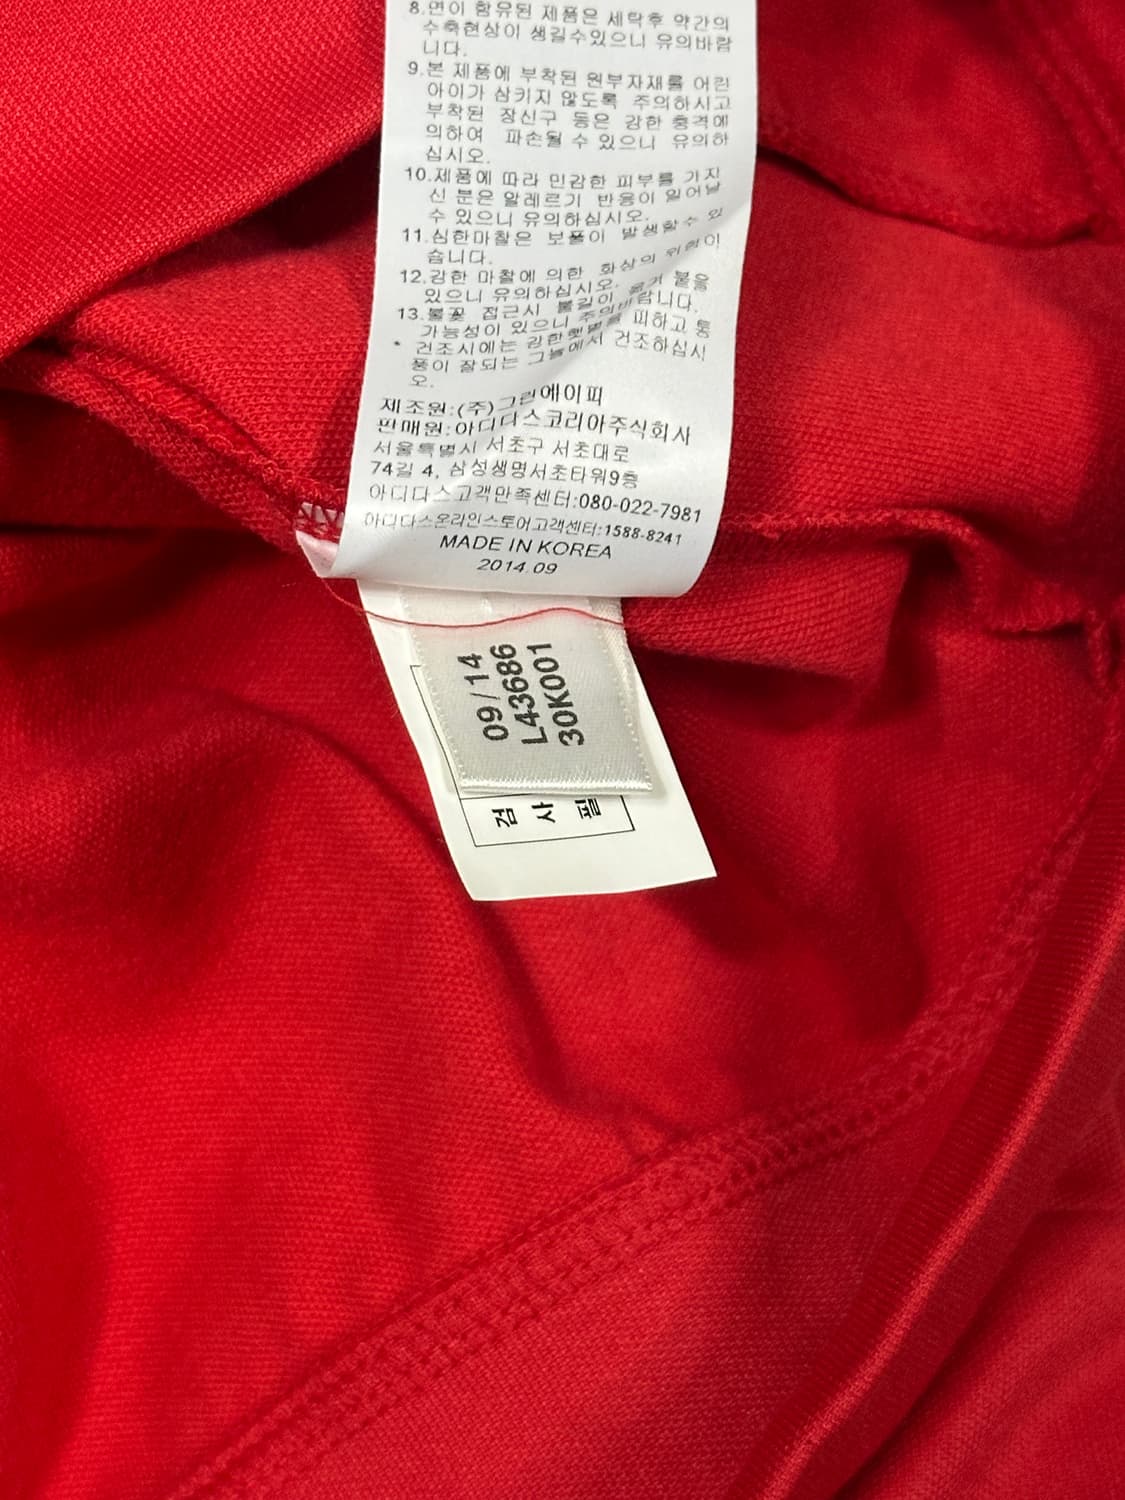 8.연이 함유된 제품은 세탁후 약간의
수축현상이 생길수있으니 유의바랍
니다.
9.본 제품에 부착된 원부자재를 어린
아이가 삼키지 않도록 주의하시고
부착된 장신구 등은 강한 충격에
의하여 파손될 수 있으니 유의하
십시오.
10.제품에 따라 민감한 피부를 가지
신 분은 알레르기 반응이 일어날
수 있으니 유의하십시오.
11.심한마찰은 보풀이 발생할수 있
습니다.
12.강한 마찰에 의한 화상의 위험이
있으니 유의하십시오.
13.불꽃 접근시 불길이 옮겨 붙을
가능성이 있으니 주의바랍니다.
* 건조시에는 강한햇볕을 피하고 통
풍이 잘되는 그늘에서 건조하십시
오.
제조원:(주)그린에이피
판매원:아디다스코리아주식회사
서울특별시 서초구 서초대로
74길 4, 삼성생명서초타워9층
아디다스고객만족센터:080-022-7981
아디다스온라인스토어고객센터:1588-8241
MADE IN KOREA
2014.09
09/14
L43686
30K001
검사필